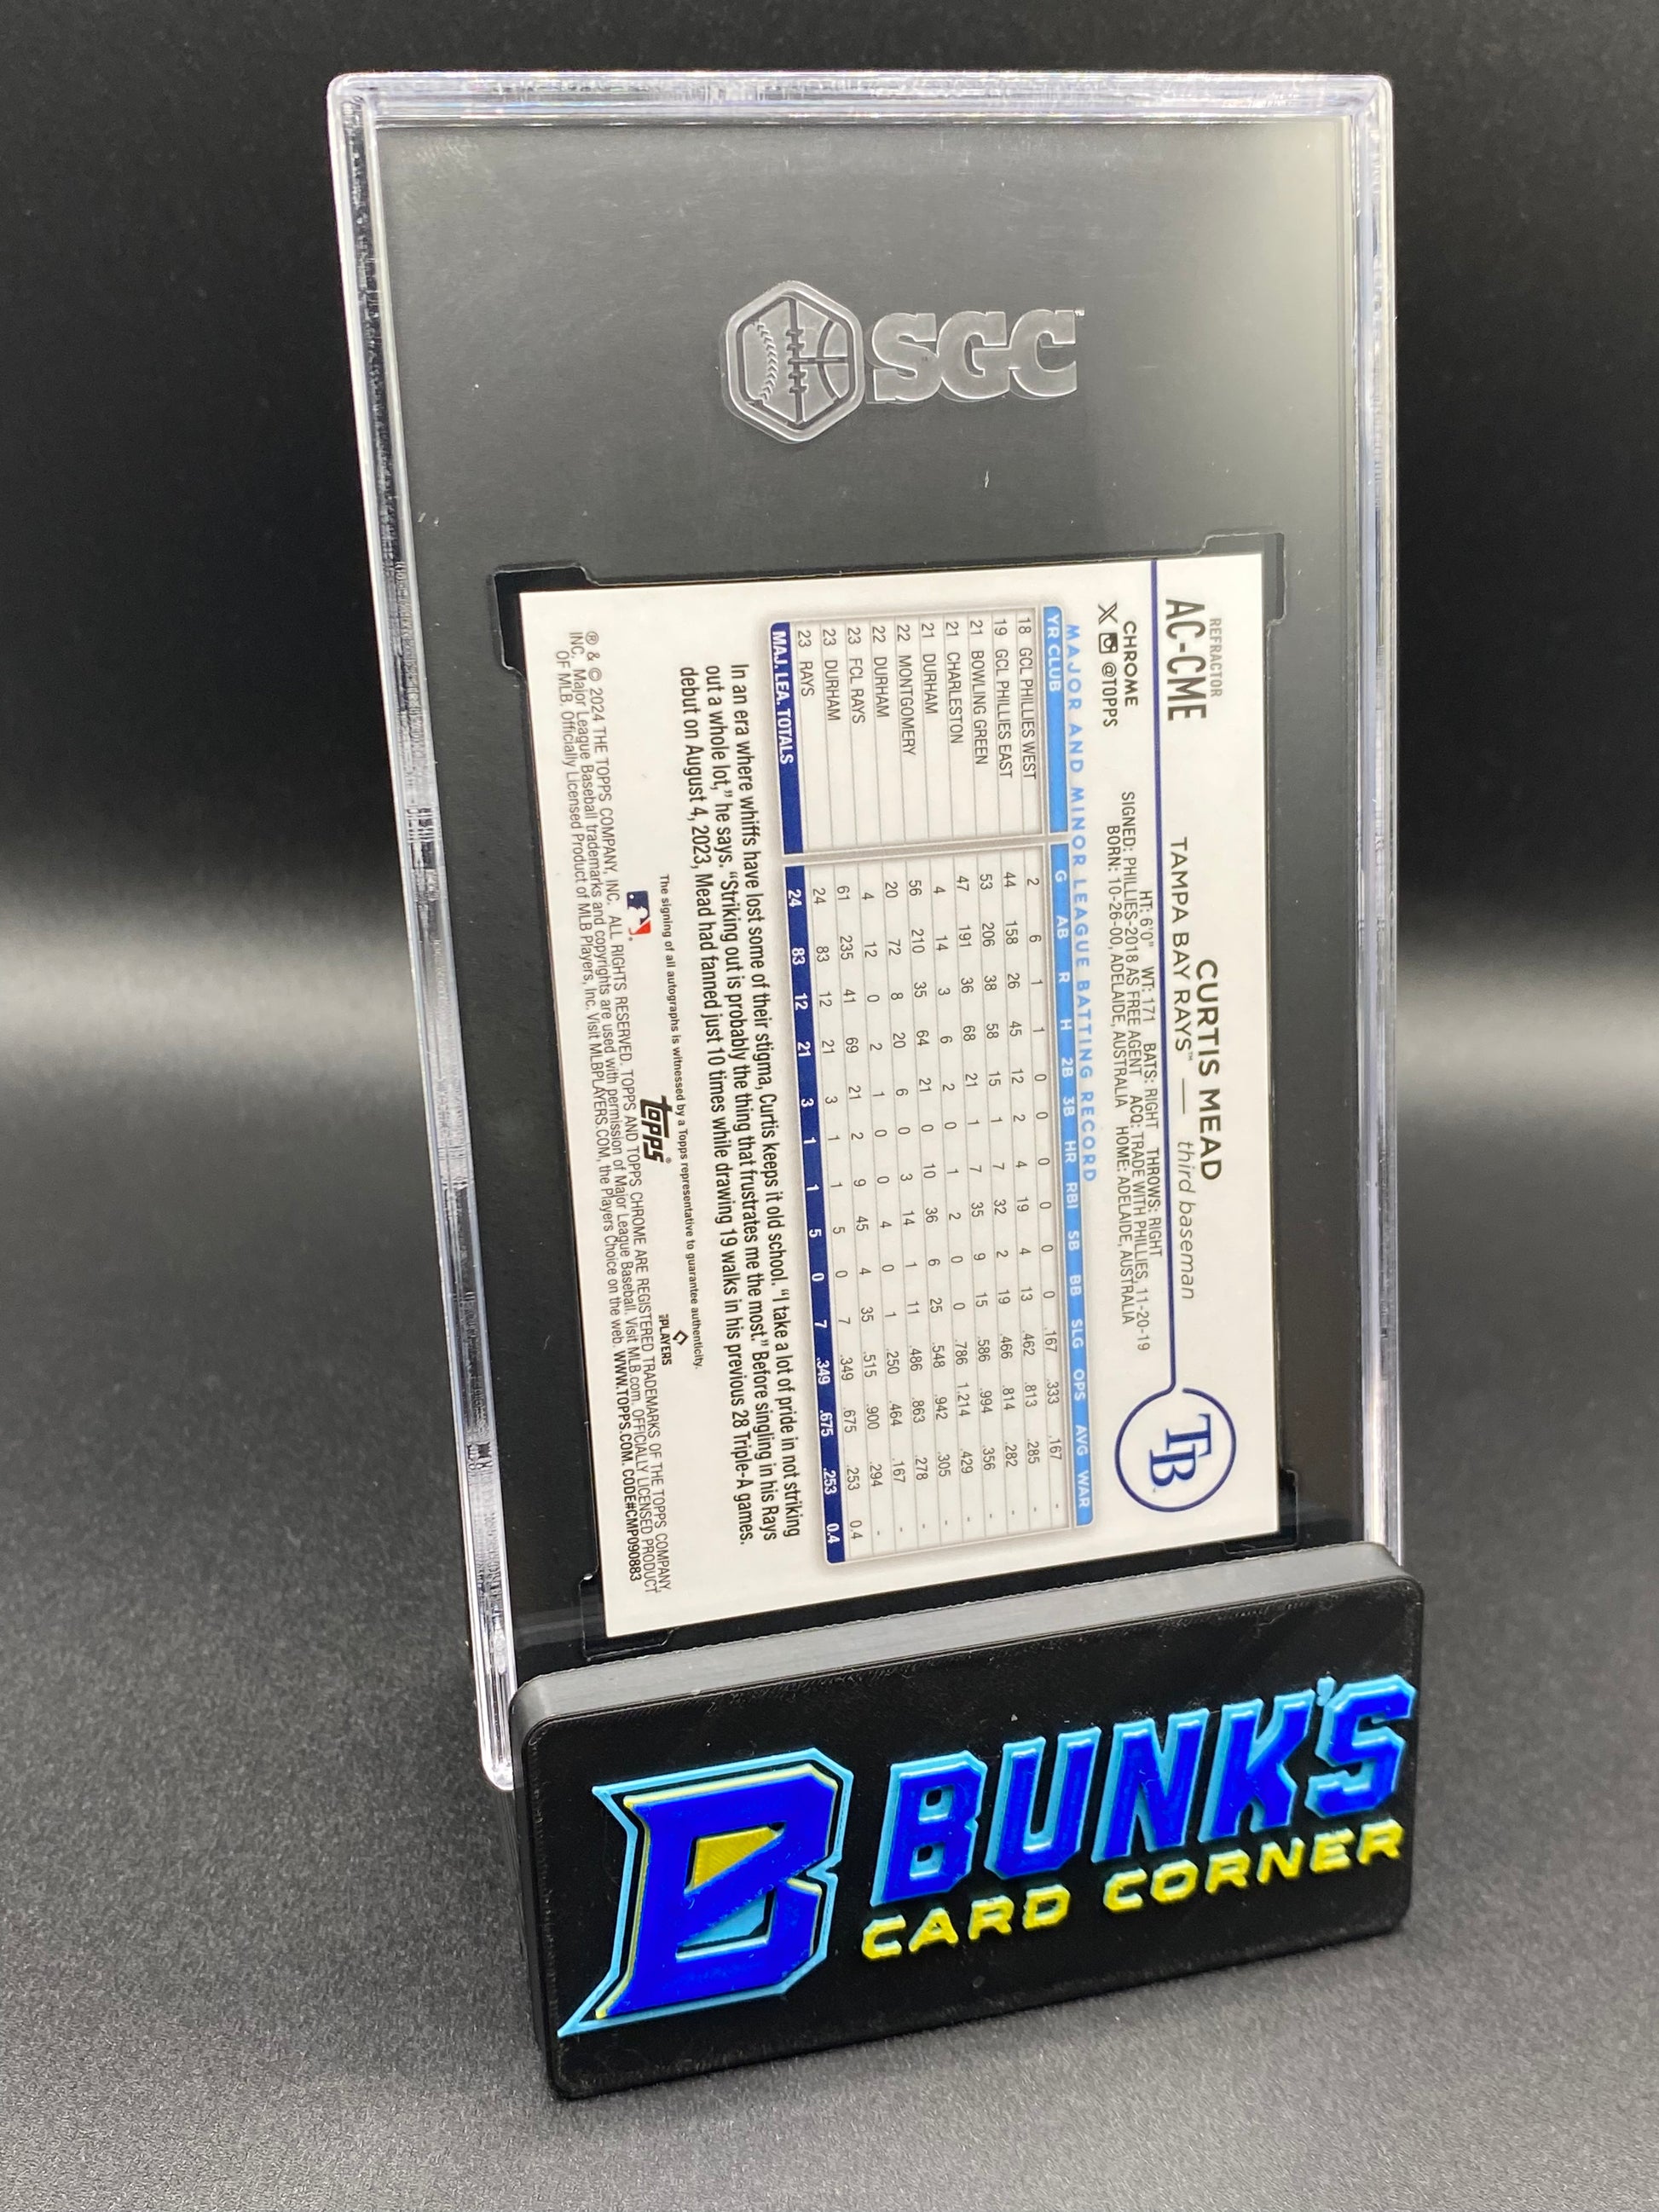 SGC
REFRACTOR
AC-CME
CURTIS MEAD
TAMPA BAY RAYS™ — third baseman
CHROME
X @TOPPS
HT: 6'0" WT: 171 BATS: RIGHT THROWS: RIGHT
SIGNED: PHILLIES-2018 AS FREE AGENT ACQ: TRADE WITH PHILLIES, 11-20-19
BORN: 10-26-00, ADELAIDE, AUSTRALIA HOME: ADELAIDE, AUSTRALIA
TB
MAJOR AND MINOR LEAGUE BATTING RECORD
YR CLUB G AB R H 2B 3B HR RBI SB BB SLG OPS AVG WAR
18 GCL PHILLIES WEST 2 6 1 1 0 0 0 0 0 0 .167 .333 .167 -
19 GCL PHILLIES EAST 44 158 26 45 12 2 4 19 4 13 .462 .813 .285 -
21 BOWLING GREEN 53 206 38 58 15 1 7 32 2 19 .466 .814 .282 -
21 CHARLESTON 47 191 36 68 21 1 7 35 9 15 .586 .994 .356 -
21 DURHAM 4 14 3 6 2 0 1 2 0 0 .786 1.214 .429 -
22 MONTGOMERY 56 210 35 64 21 0 10 36 6 25 .548 .942 .305 -
22 DURHAM 20 72 8 20 6 0 3 14 1 11 .486 .863 .278 -
23 FCL RAYS 4 12 0 2 1 0 0 4 0 1 .250 .464 .167 -
23 DURHAM 61 235 41 69 21 2 9 45 4 35 .515 .900 .294 -
23 RAYS 24 83 12 21 3 1 1 5 0 7 .349 .675 .253 0.4
MAJ. LEA. TOTALS 24 83 12 21 3 1 1 5 0 7 .349 .675 .253 0.4
In an era where whiffs have lost some of their stigma, Curtis keeps it old school. "I take a lot of pride in not striking
out a whole lot," he says. "Striking out is probably the thing that frustrates me the most." Before singling in his Rays
debut on August 4, 2023, Mead had fanned just 10 times while drawing 19 walks in his previous 28 Triple-A games.
The signing of all autographs is witnessed by a Topps representative to guarantee authenticity.
topps®
PLAYERS
® & © 2024 THE TOPPS COMPANY, INC. ALL RIGHTS RESERVED. TOPPS AND TOPPS CHROME ARE REGISTERED TRADEMARKS OF THE TOPPS COMPANY,
INC. Major League Baseball trademarks and copyrights are used with permission of Major League Baseball. Visit MLB.com. OFFICIALLY LICENSED PRODUCT
OF MLB. Officially Licensed Product of MLB Players, Inc. Visit MLBPLAYERS.COM, the Players Choice on the web. WWW.TOPPS.COM. CODE#CMP090883
B BUNK'S
CARD CORNER